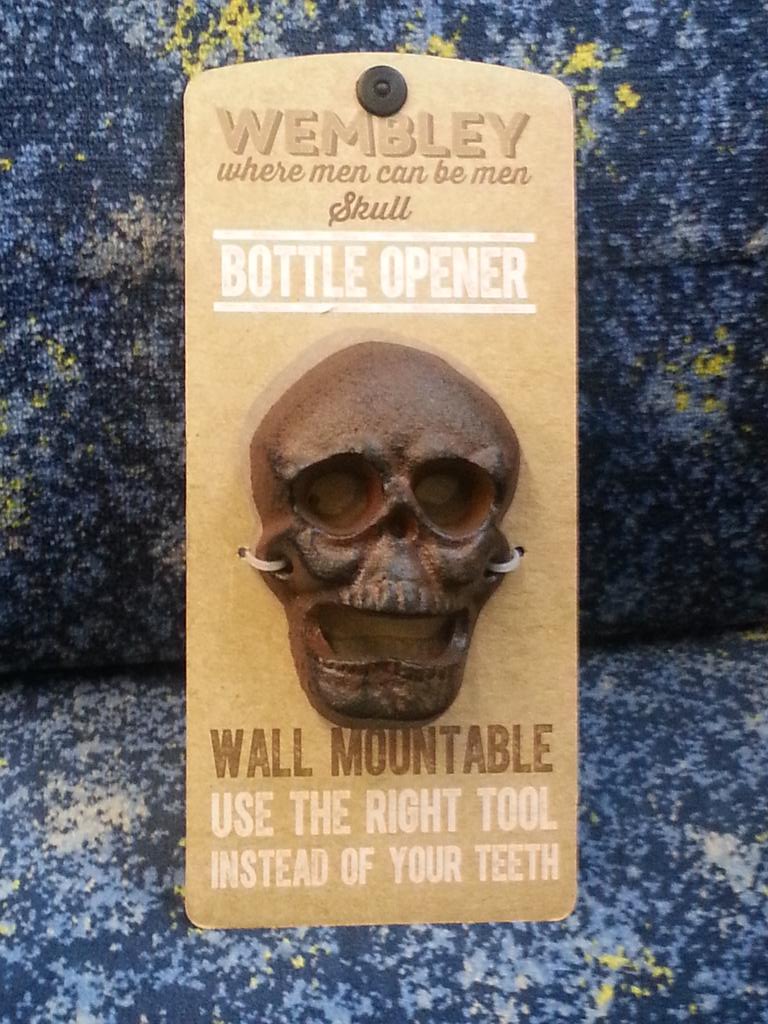 WEMBLEY
where men can be men
Skull
BOTTLE OPENER
WALL MOUNTABLE
USE THE RIGHT TOOL
INSTEAD OF YOUR TEETH